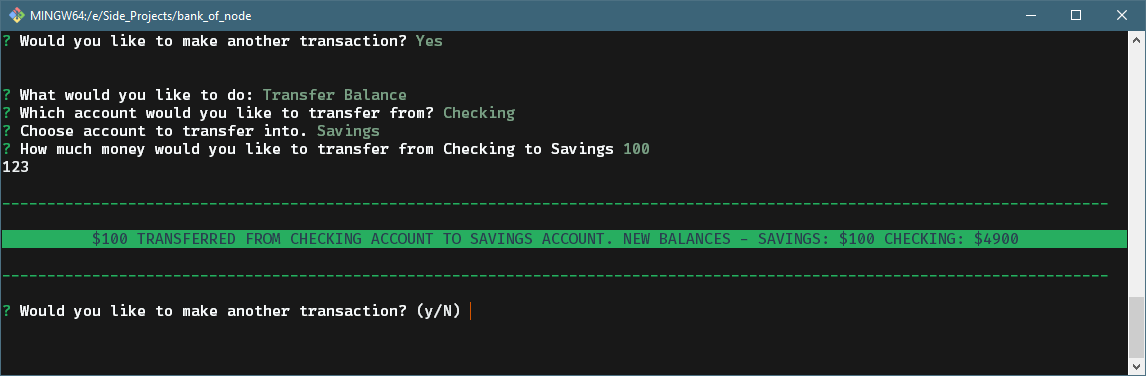 MINGW64:/e/Side_Projects/bank_of_node
? Would you like to make another transaction? Yes
? What would you like to do: Transfer Balance
? Which account would you like to transfer from? Checking
? Choose account to transfer into. Savings
? How much money would you like to transfer from Checking to Savings 100
123
---------------------------------------------------------------------------------------------------------------------------
$100 TRANSFERRED FROM CHECKING ACCOUNT TO SAVINGS ACCOUNT. NEW BALANCES - SAVINGS: $100 CHECKING: $4900
---------------------------------------------------------------------------------------------------------------------------
? Would you like to make another transaction? (y/N)